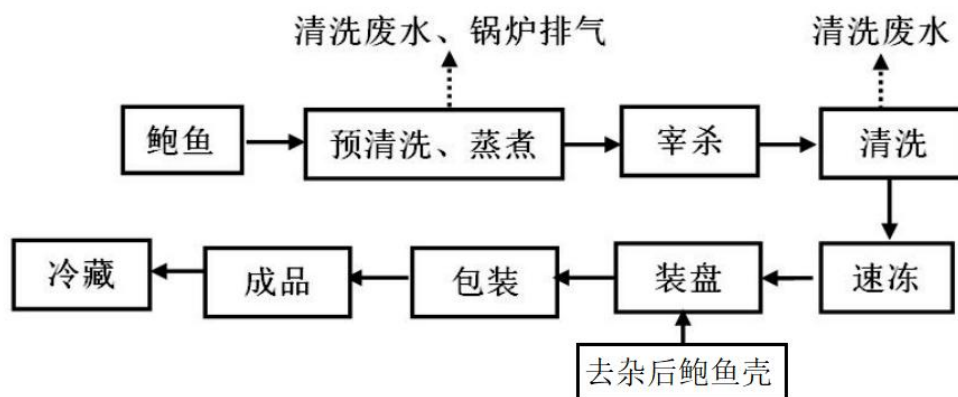 清洗废水、锅炉排气
清洗废水
鲍鱼
预清洗、蒸煮
宰杀
清洗
冷藏
成品
包装
装盘
速冻
去杂后鲍鱼壳